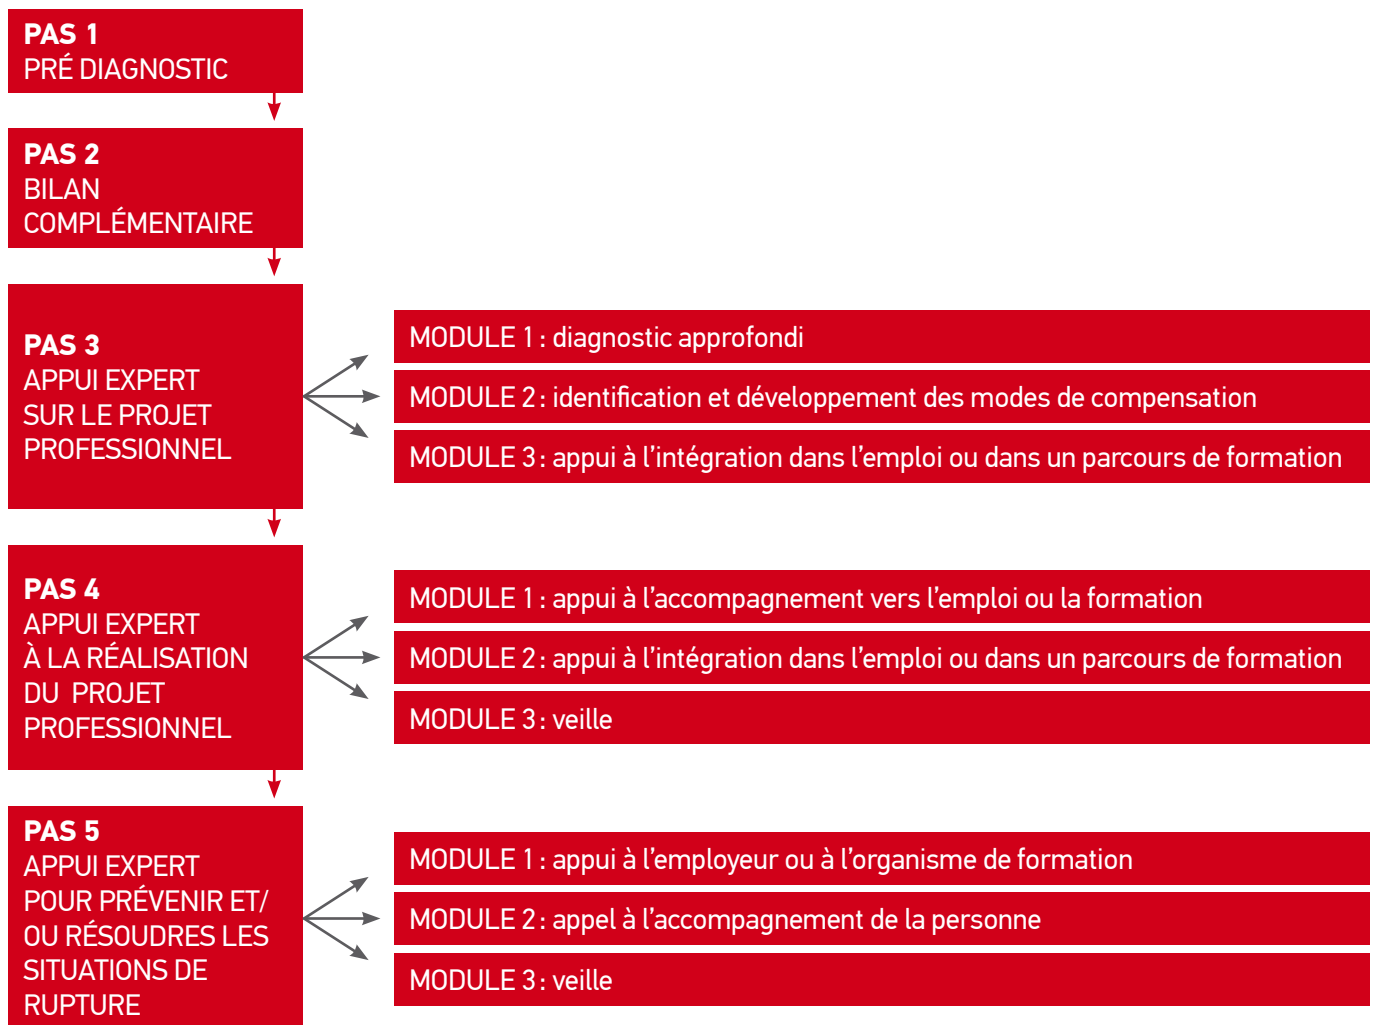 PAS 1
PRÉ DIAGNOSTIC
PAS 2
BILAN
COMPLÉMENTAIRE
PAS 3
APPUI EXPERT
SUR LE PROJET
PROFESSIONNEL
MODULE 1 : diagnostic approfondi
MODULE 2 : identification et développement des modes de compensation
MODULE 3 : appui à l’intégration dans l’emploi ou dans un parcours de formation
PAS 4
APPUI EXPERT
À LA RÉALISATION
DU PROJET
PROFESSIONNEL
MODULE 1 : appui à l’accompagnement vers l’emploi ou la formation
MODULE 2 : appui à l’intégration dans l’emploi ou dans un parcours de formation
MODULE 3 : veille
PAS 5
APPUI EXPERT
POUR PRÉVENIR ET/
OU RÉSOUDRES LES
SITUATIONS DE
RUPTURE
MODULE 1 : appui à l’employeur ou à l’organisme de formation
MODULE 2 : appel à l’accompagnement de la personne
MODULE 3 : veille